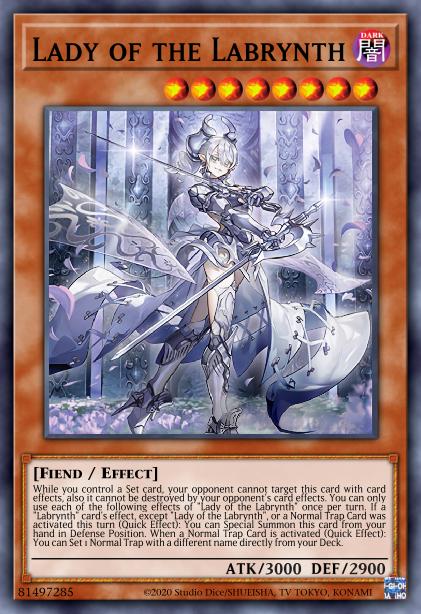 LADY OF THE LABRYNTH
DARK
闇
[FIEND / EFFECT]
While you control a Set card, your opponent cannot target this card with card
effects, also it cannot be destroyed by your opponent's card effects. You can only
use each of the following effects of "Lady of the Labrynth" once per turn. If a
"Labrynth" card's effect, except "Lady of the Labrynth", or a Normal Trap Card was
activated this turn (Quick Effect): You can Special Summon this card from your
hand in Defense Position. When a Normal Trap Card is activated (Quick Effect):
You can Set 1 Normal Trap with a different name directly from your Deck.
ATK/3000 DEF/2900
81497285
©2020 Studio Dice/SHUEISHA, TV TOKYO, KONAMI